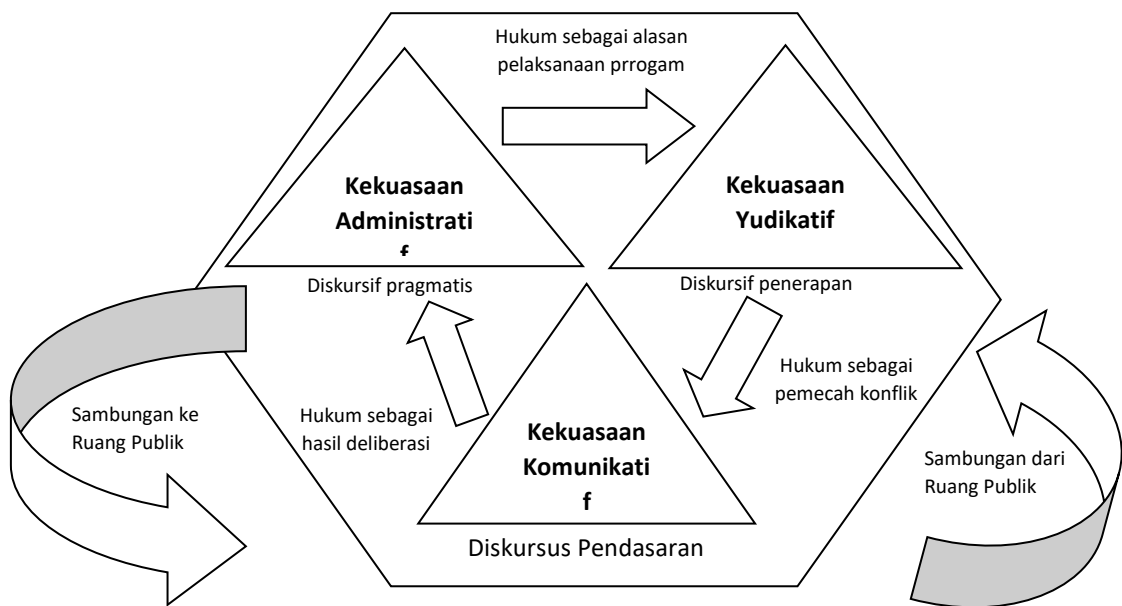 Hukum sebagai alasan
pelaksanaan prrogam
Kekuasaan
Administrati
f
Kekuasaan
Yudikatif
Diskursif pragmatis
Diskursif penerapan
Sambungan ke
Ruang Publik
Hukum sebagai
hasil deliberasi
Kekuasaan
Komunikati
f
Hukum sebagai
pemecah konflik
Sambungan dari
Ruang Publik
Diskursus Pendasaran